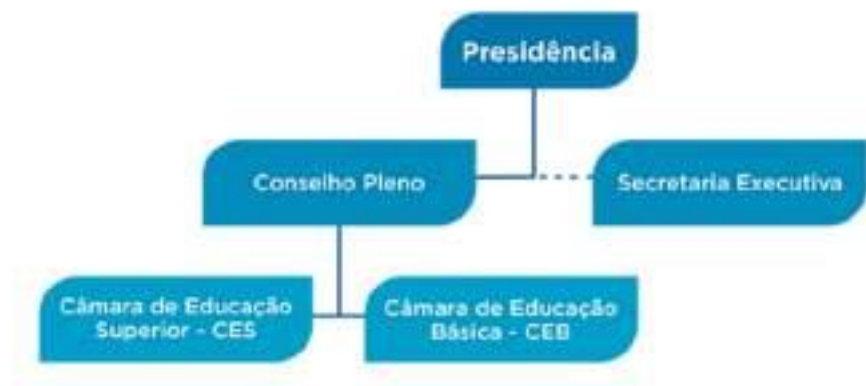 Presidência
Conselho Pleno
Secretaria Executiva
Câmara de Educação
Superior - CES
Câmara de Educação
Básica - CEB